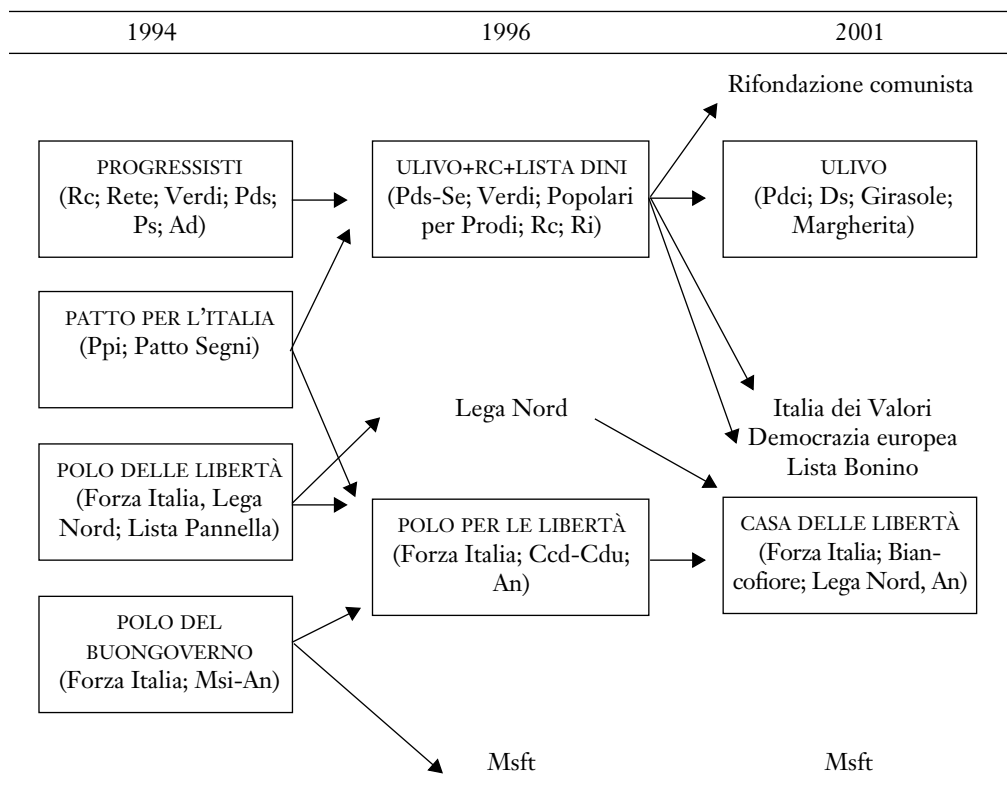 1994 1996 2001
Rifondazione comunista
PROGRESSISTI
(Rc; Rete; Verdi; Pds;
Ps; Ad)
ULIVO+RC+LISTA DINI
(Pds-Se; Verdi; Popolari
per Prodi; Rc; Ri)
ULIVO
(Pdci; Ds; Girasole;
Margherita)
PATTO PER L’ITALIA
(Ppi; Patto Segni)
Lega Nord
Italia dei Valori
Democrazia europea
Lista Bonino
POLO DELLE LIBERTÀ
(Forza Italia, Lega
Nord; Lista Pannella)
POLO PER LE LIBERTÀ
(Forza Italia; Ccd-Cdu;
An)
CASA DELLE LIBERTÀ
(Forza Italia; Bian-
cofiore; Lega Nord, An)
POLO DEL
BUONGOVERNO
(Forza Italia; Msi-An)
Msft
Msft